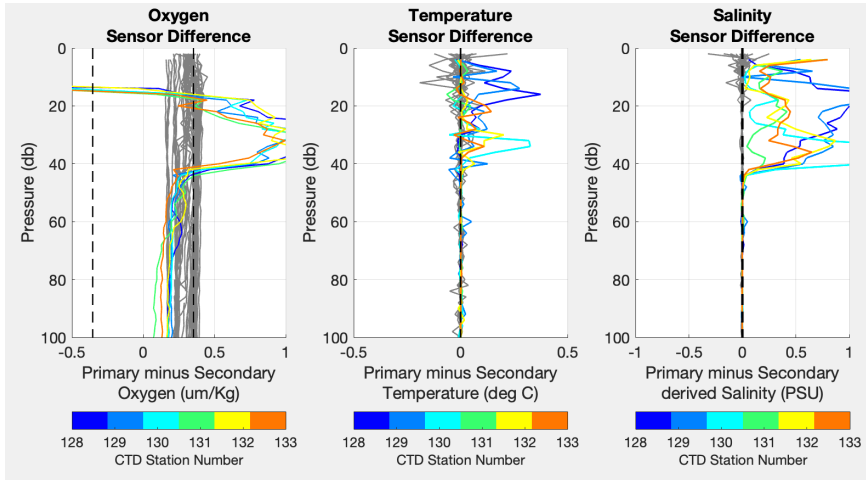 Oxygen
Sensor Difference
0
20
40
60
80
100
Pressure (db)
-0.5
0
0.5
1
Primary minus Secondary
Oxygen (um/Kg)
128
129
130
131
132
133
CTD Station Number
Temperature
Sensor Difference
0
20
40
60
80
100
Pressure (db)
-0.5
0
0.5
Primary minus Secondary
Temperature (deg C)
128
129
130
131
132
133
CTD Station Number
Salinity
Sensor Difference
0
20
40
60
80
100
Pressure (db)
-1
-0.5
0
0.5
1
Primary minus Secondary
derived Salinity (PSU)
128
129
130
131
132
133
CTD Station Number